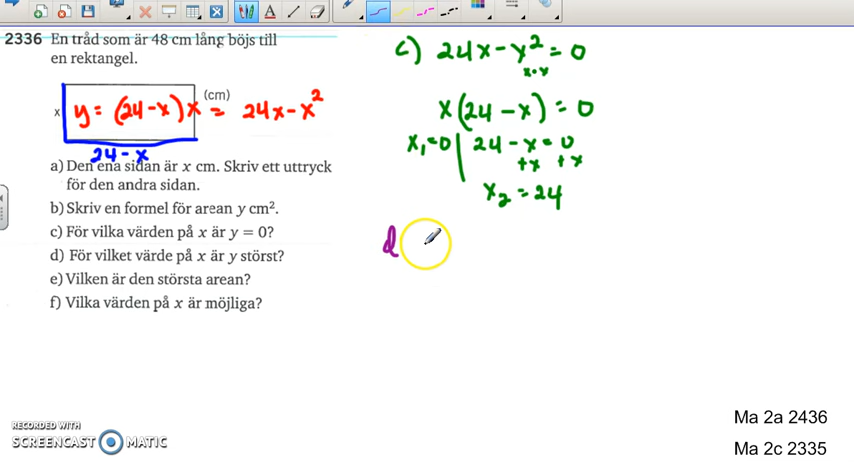 2336 En tråd som är 48 cm lång böjs till
en rektangel.
(cm)
x y = (24-x) x = 24x-x²
24-x
a) Den ena sidan är x cm. Skriv ett uttryck
för den andra sidan.
b) Skriv en formel för arean y cm².
c) För vilka värden på x är y = 0?
d) För vilket värde på x är y störst?
e) Vilken är den största arean?
f) Vilka värden på x är möjliga?
c) 24x - x² = 0
x·x
x(24-x) = 0
x₁=0 | 24-x=0
+x +x
x₂ = 24
d
RECORDED WITH
SCREENCAST MATIC
Ma 2a 2436
Ma 2c 2335